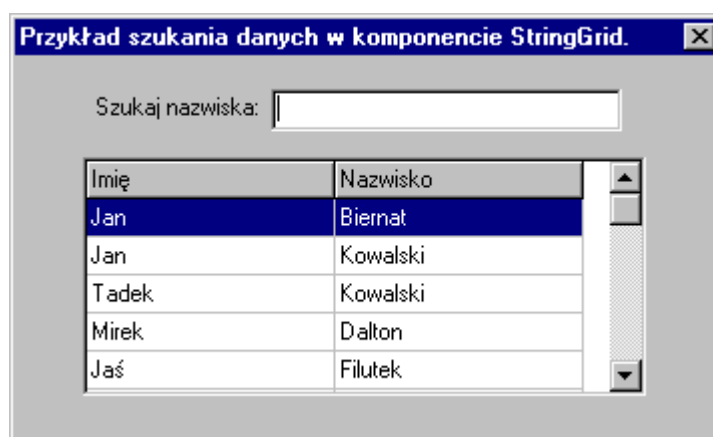 Przykład szukania danych w komponencie StringGrid.
Szukaj nazwiska:
Imię Nazwisko
Jan Biernat
Jan Kowalski
Tadek Kowalski
Mirek Dalton
Jaś Filutek